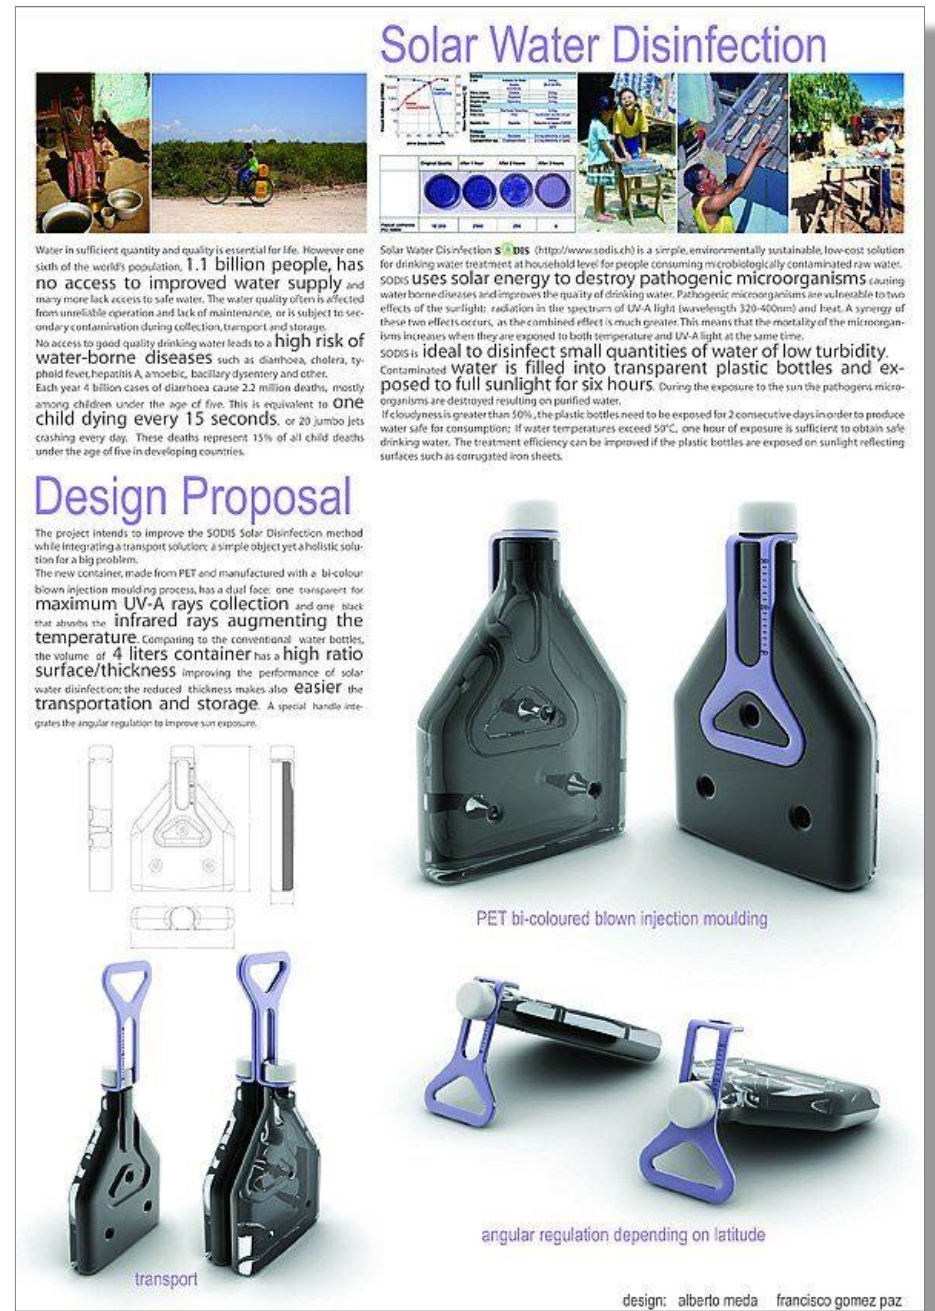 Solar Water Disinfection
Original Quality After 1 hour After 2 hours After 3 hours
Water in sufficient quantity and quality is essential for life. However one
sixth of the world's population, 1.1 billion people, has
no access to improved water supply and
many more lack access to safe water. The water quality often is affected
from unreliable operation and lack of maintenance, or is subject to sec-
ondary contamination during collection, transport and storage.
No access to good quality drinking water leads to a high risk of
water-borne diseases such as diarrhoea, cholera, ty-
phoid fever, hepatitis A, amoebic, bacillary dysentery and other.
Each year 4 billion cases of diarrhoea cause 2.2 million deaths, mostly
among children under the age of five. This is equivalent to one
child dying every 15 seconds, or 20 jumbo jets
crashing every day. These deaths represent 15% of all child deaths
under the age of five in developing countries.
Solar Water Disinfection SODIS (http://www.sodis.ch) is a simple, environmentally sustainable, low-cost solution
for drinking water treatment at household level for people consuming microbiologically contaminated raw water.
SODIS uses solar energy to destroy pathogenic microorganisms causing
water borne diseases and improves the quality of drinking water. Pathogenic microorganisms are vulnerable to two
effects of the sunlight: radiation in the spectrum of UV-A light (wavelength 320-400nm) and heat. A synergy of
these two effects occurs, as the combined effect is much greater. This means that the mortality of the microorgan-
isms increases when they are exposed to both temperature and UV-A light at the same time.
SODIS is ideal to disinfect small quantities of water of low turbidity.
Contaminated water is filled into transparent plastic bottles and ex-
posed to full sunlight for six hours. During the exposure to the sun the pathogens micro-
organisms are destroyed resulting on purified water.
If cloudyness is greater than 50%, the plastic bottles need to be exposed for 2 consecutive days in order to produce
water safe for consumption; If water temperatures exceed 50°C, one hour of exposure is sufficient to obtain safe
drinking water. The treatment efficiency can be improved if the plastic bottles are exposed on sunlight reflecting
surfaces such as corrugated iron sheets.
Design Proposal
The project intends to improve the SODIS Solar Disinfection method
while integrating a transport solution; a simple object yet a holistic solu-
tion for a big problem.
The new container, made from PET and manufactured with a bi-colour
blown injection moulding process, has a dual face: one transparent for
maximum UV-A rays collection and one black
that absorbs the infrared rays augmenting the
temperature. Comparing to the conventional water bottles,
the volume of 4 liters container has a high ratio
surface/thickness improving the performance of solar
water disinfection; the reduced thickness makes also easier the
transportation and storage. A special handle inte-
grates the angular regulation to improve sun exposure.
PET bi-coloured blown injection moulding
angular regulation depending on latitude
transport
design: alberto meda francisco gomez paz